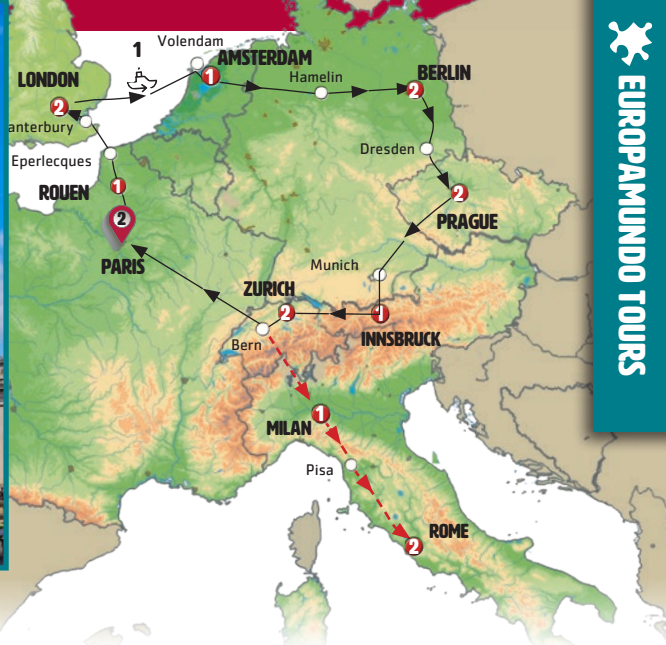 1
Volendam
AMSTERDAM
1
LONDON
2
Hamelin
BERLIN
2
anterbury
Eperlecques
Dresden
ROUEN
1
2
PRAGUE
2
PARIS
Munich
ZURICH
2
1
INNSBRUCK
Bern
MILAN
1
Pisa
ROME
2
EUROPAMUNDO TOURS